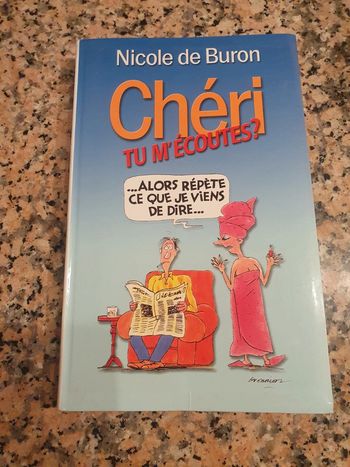 Nicole de Buron
Chéri
TU M'ÉCOUTES?
...ALORS RÉPÈTE
CE QUE JE VIENS
DE DIRE...